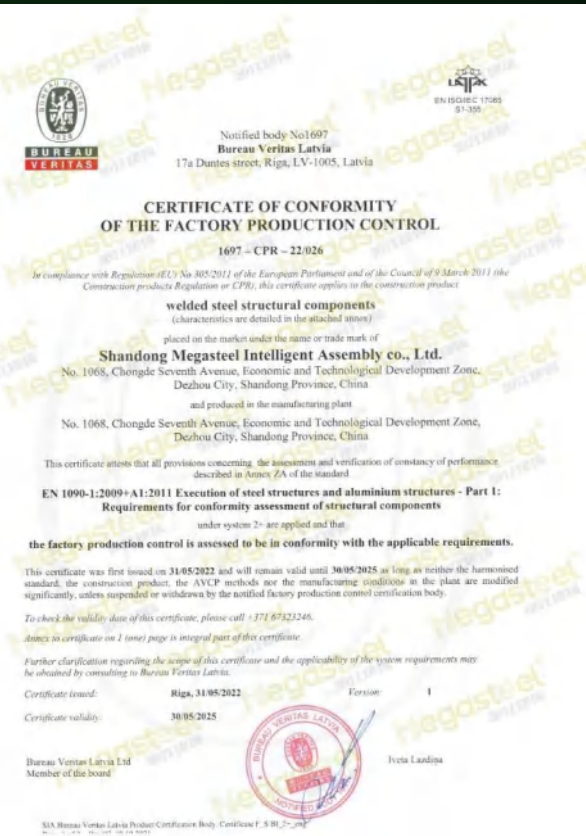 BUREAU VERITAS
1828
BUREAU
VERITAS
LATAK
EN ISO/IEC 17065
S1-355
Notified body No1697
Bureau Veritas Latvia
17a Duntes street, Riga, LV-1005, Latvia
CERTIFICATE OF CONFORMITY
OF THE FACTORY PRODUCTION CONTROL
1697 – CPR – 22/026
In compliance with Regulation (EU) No 305/2011 of the European Parliament and of the Council of 9 March 2011 (the
Construction products Regulation or CPR), this certificate applies to the construction product
welded steel structural components
(characteristics are detailed in the attached annex)
placed on the market under the name or trade mark of
Shandong Megasteel Intelligent Assembly co., Ltd.
No. 1068, Chongde Seventh Avenue, Economic and Technological Development Zone,
Dezhou City, Shandong Province, China
and produced in the manufacturing plant
No. 1068, Chongde Seventh Avenue, Economic and Technological Development Zone,
Dezhou City, Shandong Province, China
This certificate attests that all provisions concerning the assessment and verification of constancy of performance
described in Annex ZA of the standard
EN 1090-1:2009+A1:2011 Execution of steel structures and aluminium structures - Part 1:
Requirements for conformity assessment of structural components
under system 2+ are applied and that
the factory production control is assessed to be in conformity with the applicable requirements.
This certificate was first issued on 31/05/2022 and will remain valid until 30/05/2025 as long as neither the harmonised
standard, the construction product, the AVCP methods nor the manufacturing conditions in the plant are modified
significantly, unless suspended or withdrawn by the notified factory production control certification body.
To check the validity date of this certificate, please call +371 67323246.
Annex to certificate on 1 (one) page is integral part of this certificate.
Further clarification regarding the scope of this certificate and the applicability of the system requirements may
be obtained by consulting to Bureau Veritas Latvia.
Certificate issued: Riga, 31/05/2022 Version: 1
Certificate validity: 30/05/2025
Bureau Veritas Latvia Ltd
Member of the board
BUREAU VERITAS LATVIA
NOTIFIED BODY
Iveta Landina
SIA Bureau Veritas Latvia Product Certification Body. Certificate F_S
Megasteel